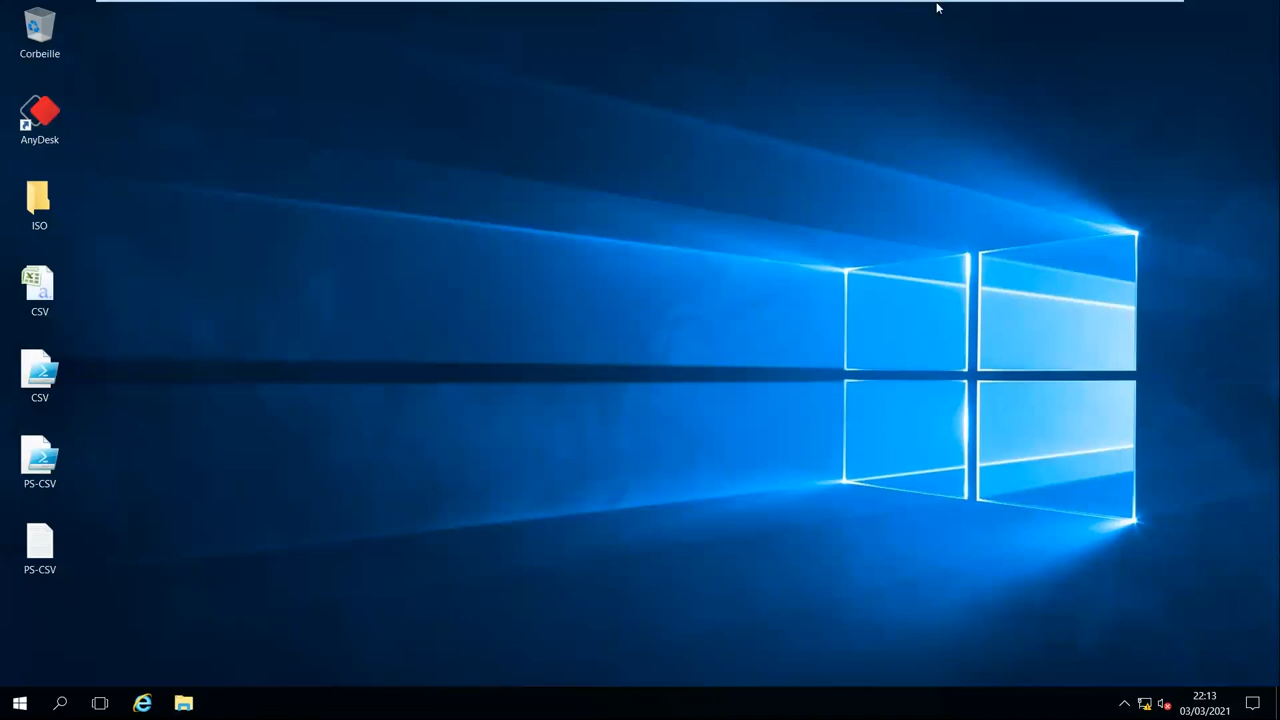 Corbeille
AnyDesk
ISO
a,
CSV
CSV
PS-CSV
PS-CSV
22:13
03/03/2021